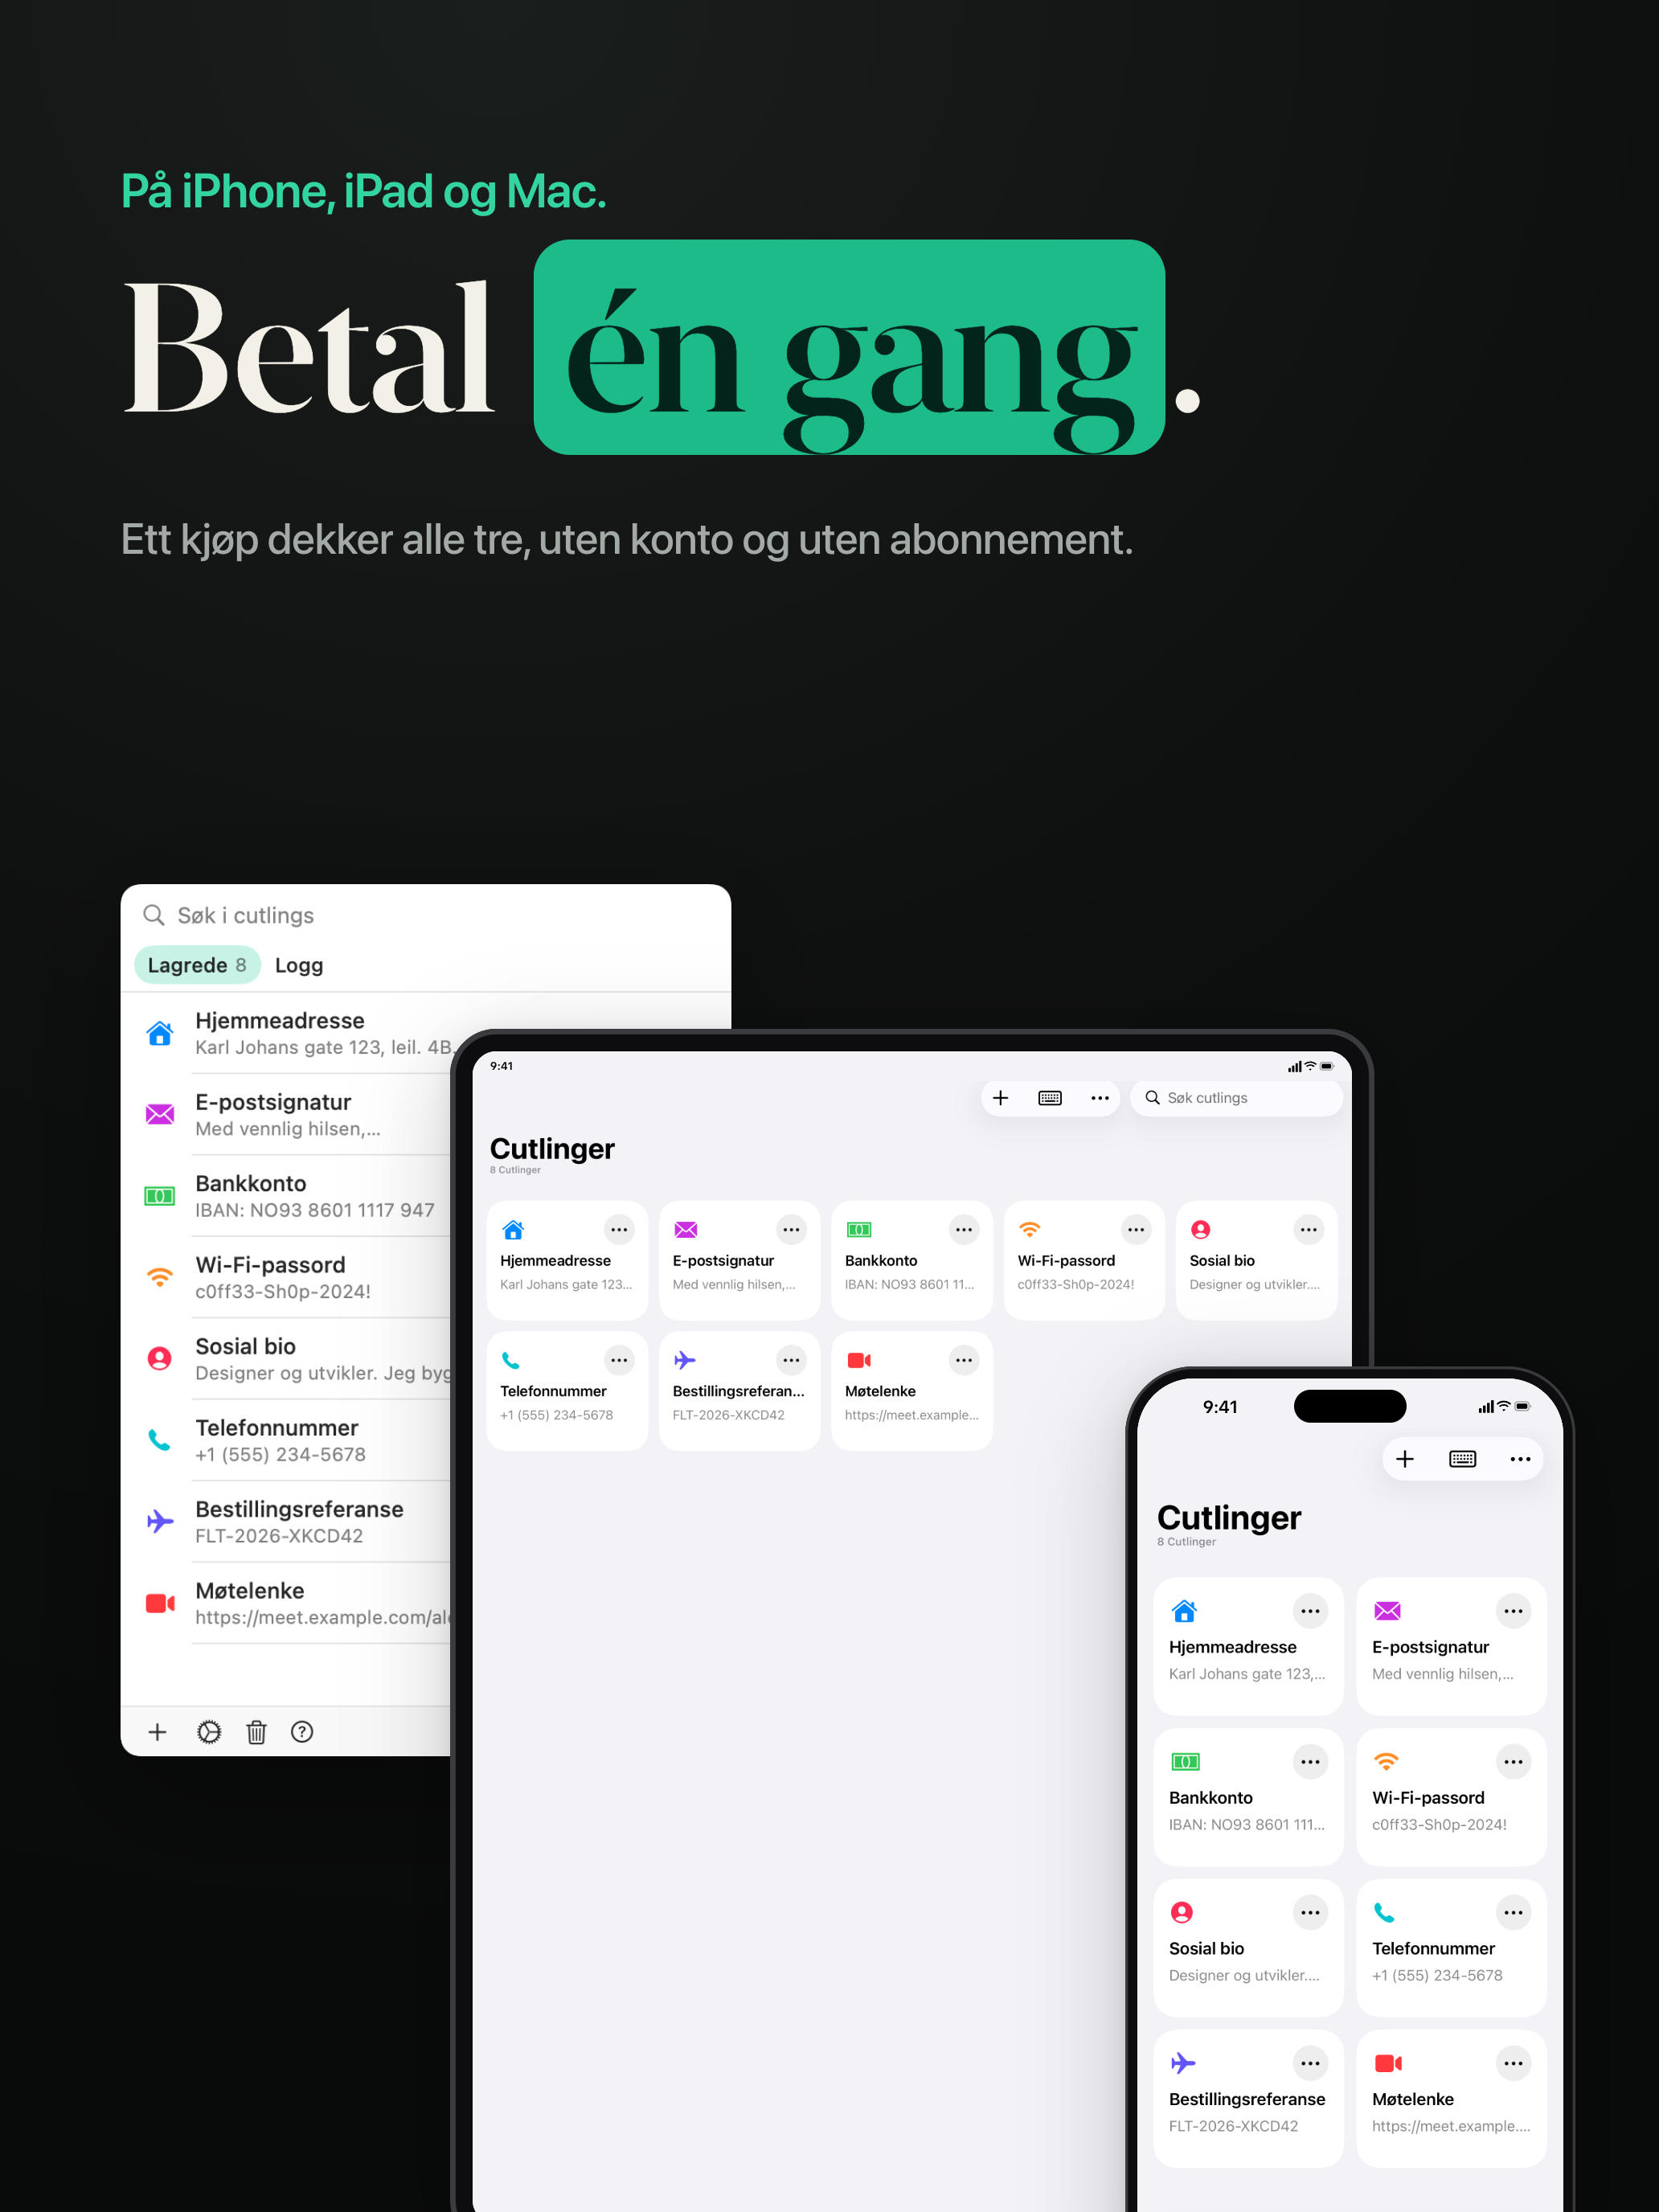 På iPhone, iPad og Mac.
Betal én gang.
Ett kjøp dekker alle tre, uten konto og uten abonnement.
Søk i cutlings
Lagrede 8 Logg
Hjemmeadresse
Karl Johans gate 123, leil. 4B.
E-postsignatur
Med vennlig hilsen,...
Bankkonto
IBAN: NO93 8601 1117 947
Wi-Fi-passord
c0ff33-Sh0p-2024!
Sosial bio
Designer og utvikler. Jeg byg
Telefonnummer
+1 (555) 234-5678
Bestillingsreferanse
FLT-2026-XKCD42
Møtelenke
https://meet.example.com/al
9:41
Søk cutlings
Cutlinger
8 Cutlinger
Hjemmeadresse
Karl Johans gate 123...
E-postsignatur
Med vennlig hilsen,...
Bankkonto
IBAN: NO93 8601 11...
Wi-Fi-passord
c0ff33-Sh0p-2024!
Sosial bio
Designer og utvikler....
Telefonnummer
+1 (555) 234-5678
Bestillingsreferan...
FLT-2026-XKCD42
Møtelenke
https://meet.example...
9:41
Cutlinger
8 Cutlinger
Hjemmeadresse
Karl Johans gate 123,...
E-postsignatur
Med vennlig hilsen,...
Bankkonto
IBAN: NO93 8601 111...
Wi-Fi-passord
c0ff33-Sh0p-2024!
Sosial bio
Designer og utvikler....
Telefonnummer
+1 (555) 234-5678
Bestillingsreferanse
FLT-2026-XKCD42
Møtelenke
https://meet.example....